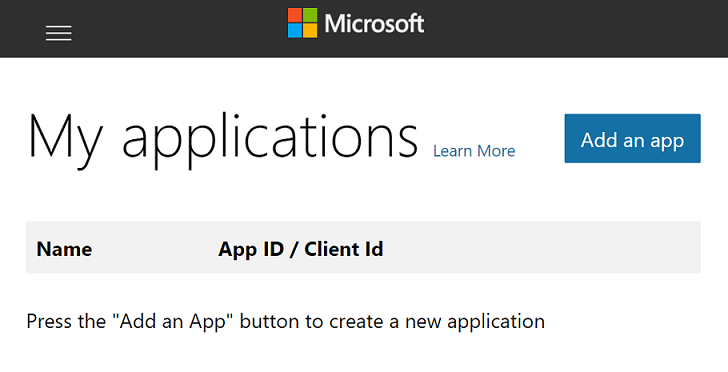 Microsoft
My applications Learn More Add an app
Name App ID / Client Id
Press the "Add an App" button to create a new application